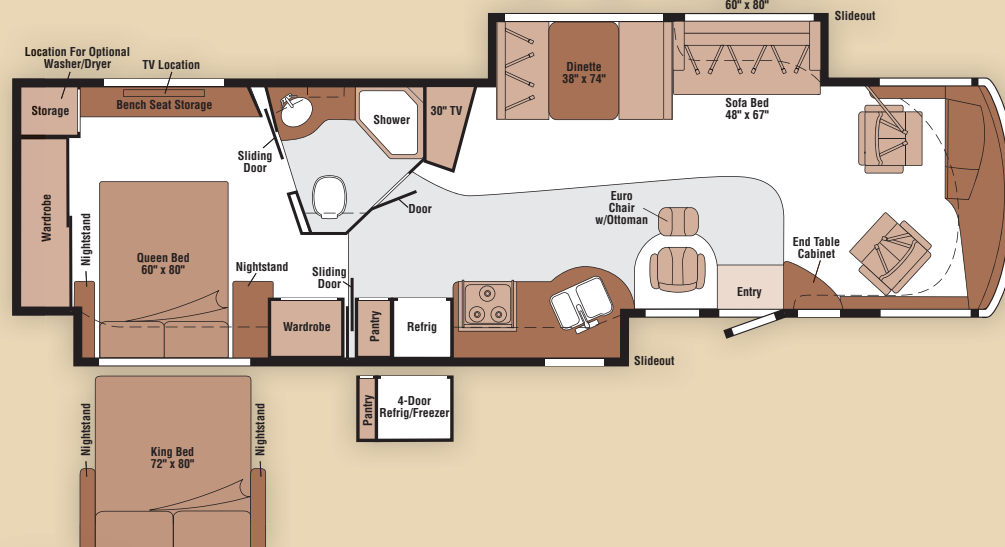 60" x 80"
Slideout
Location For Optional
Washer/Dryer
TV Location
Storage
Bench Seat Storage
Shower
30" TV
Dinette
38" x 74"
Sofa Bed
48" x 67"
Sliding
Door
Wardrobe
Door
Euro
Chair
w/Ottoman
Nightstand
Queen Bed
60" x 80"
Nightstand
Sliding
Door
End Table
Cabinet
Entry
Wardrobe
Pantry
Refrig
Slideout
Pantry
4-Door
Refrig/Freezer
Nightstand
King Bed
72" x 80"
Nightstand